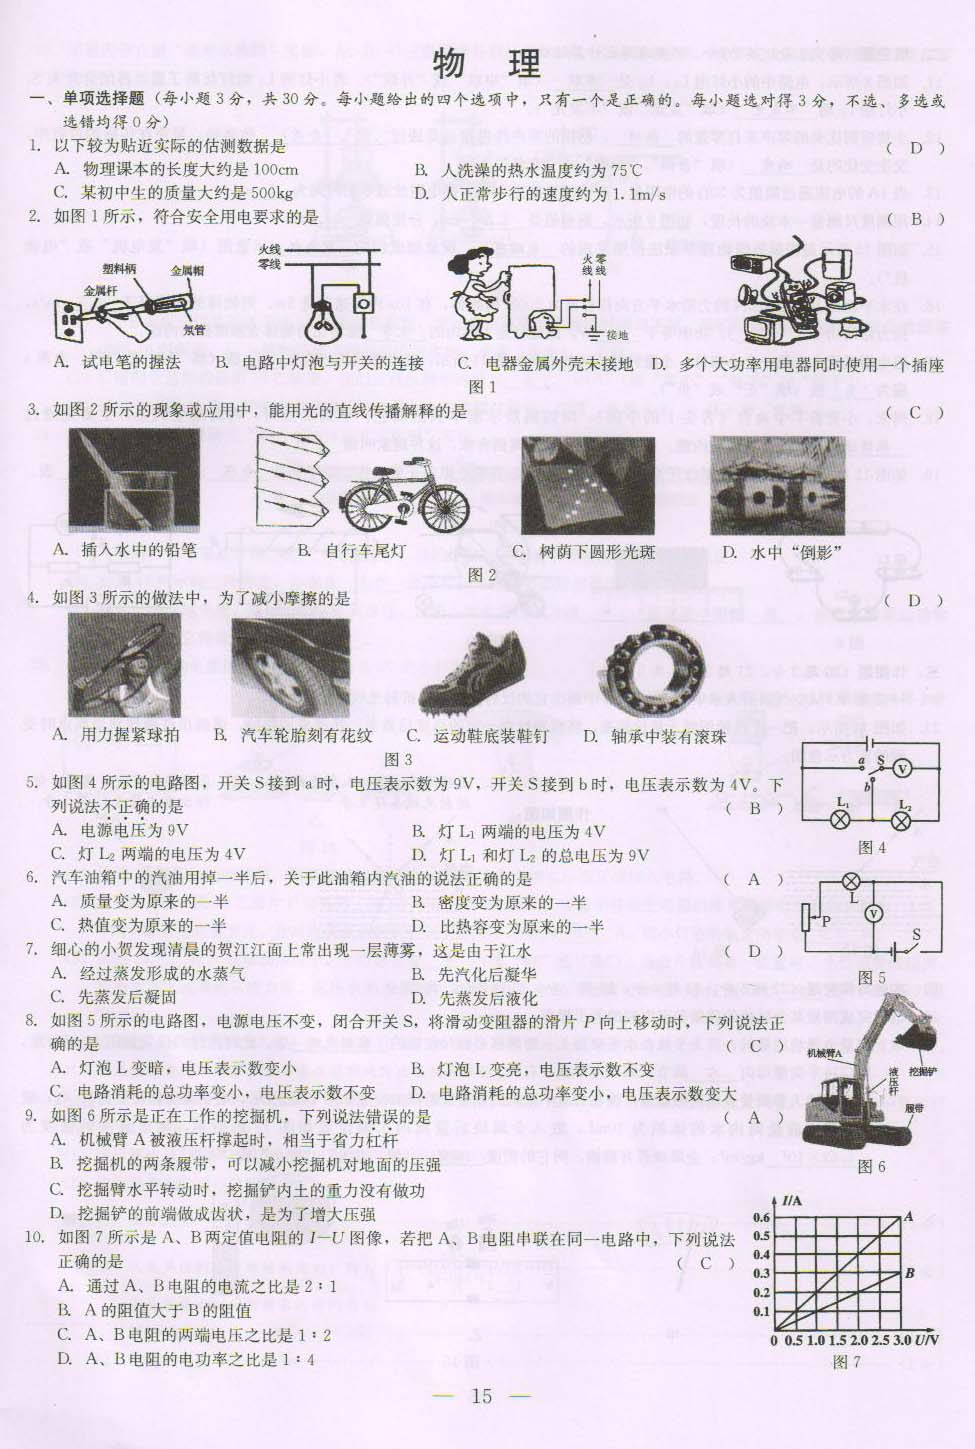 物　理
一、单项选择题（每小题3分，共30分。每小题给出的四个选项中，只有一个是正确的。每小题选对得3分，不选、多选或
选错均得0分）
1. 以下较为贴近实际的估测数据是 （ D ）
A. 物理课本的长度大约是100cm B. 人洗澡的热水温度约为75℃
C. 某初中生的质量大约是500kg D. 人正常步行的速度约为1.1m/s
2. 如图1所示，符合安全用电要求的是 （ B ）
塑料柄 金属帽
金属杆
氖管
火线
零线
火线 零线
接地
A. 试电笔的握法 B. 电路中灯泡与开关的连接 C. 电器金属外壳未接地 D. 多个大功率用电器同时使用一个插座
图1
3. 如图2所示的现象或应用中，能用光的直线传播解释的是 （ C ）
A. 插入水中的铅笔 B. 自行车尾灯 C. 树荫下圆形光斑 D. 水中“倒影”
图2
4. 如图3所示的做法中，为了减小摩擦的是 （ D ）
A. 用力握紧球拍 B. 汽车轮胎刻有花纹 C. 运动鞋底装鞋钉 D. 轴承中装有滚珠
图3
5. 如图4所示的电路图，开关S接到a时，电压表示数为9V，开关S接到b时，电压表示数为4V。下
列说法不正确的是 （ B ）
A. 电源电压为9V B. 灯L₁两端的电压为4V
C. 灯L₂两端的电压为4V D. 灯L₁和灯L₂的总电压为9V
a S V
b
L₁ L₂
图4
6. 汽车油箱中的汽油用掉一半后，关于此油箱内汽油的说法正确的是 （ A ）
A. 质量变为原来的一半 B. 密度变为原来的一半
C. 热值变为原来的一半 D. 比热容变为原来的一半
7. 细心的小贺发现清晨的贺江江面上常出现一层薄雾，这是由于江水 （ D ）
A. 经过蒸发形成的水蒸气 B. 先汽化后凝华
C. 先蒸发后凝固 D. 先蒸发后液化
P V
S
图5
8. 如图5所示的电路图，电源电压不变，闭合开关S，将滑动变阻器的滑片P向上移动时，下列说法正
确的是 （ C ）
A. 灯泡L变暗，电压表示数变小 B. 灯泡L变亮，电压表示数不变
C. 电路消耗的总功率变小，电压表示数不变 D. 电路消耗的总功率变小，电压表示数变大
9. 如图6所示是正在工作的挖掘机，下列说法错误的是 （ A ）
A. 机械臂A被液压杆撑起时，相当于省力杠杆
B. 挖掘机的两条履带，可以减小挖掘机对地面的压强
C. 挖掘臂水平转动时，挖掘铲内土的重力没有做功
D. 挖掘铲的前端做成齿状，是为了增大压强
机械臂A
液压杆
挖掘铲
履带
图6
10. 如图7所示是A、B两定值电阻的I—U图像，若把A、B电阻串联在同一电路中，下列说法
正确的是 （ C ）
A. 通过A、B电阻的电流之比是2∶1
B. A的阻值大于B的阻值
C. A、B电阻的两端电压之比是1∶2
D. A、B电阻的电功率之比是1∶4
I/A
0.6 A
0.5
0.4
0.3 B
0.2
0.1
0 0.5 1.0 1.5 2.0 2.5 3.0 U/V
图7
— 15 —